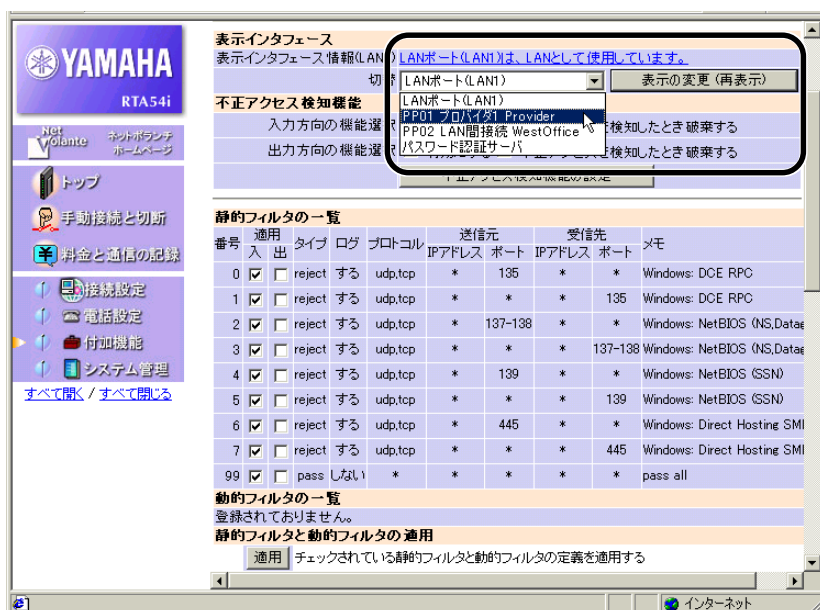 YAMAHA
RTA54i
Net Volante ネットボランチ ホームページ
トップ
手動接続と切断
料金と通信の記録
接続設定
電話設定
付加機能
システム管理
すべて開く / すべて閉じる
表示インタフェース
表示インタフェース情報(LAN LANポート(LAN1)は、LANとして使用しています。
切替 LANポート(LAN1) 表示の変更(再表示)
LANポート(LAN1)
PP01 プロバイダ1 Provider
PP02 LAN間接続 WestOffice
パスワード認証サーバ
不正アクセス検知機能
入力方向の機能選択 を検知したとき破棄する
出力方向の機能選 を検知したとき破棄する
不正アクセス検知機能の設定
静的フィルタの一覧
番号 適用 タイプ ログ プロトコル 送信元 受信先 メモ
入 出 IPアドレス ポート IPアドレス ポート
0 reject する udp,tcp * 135 * * Windows: DCE RPC
1 reject する udp,tcp * * * 135 Windows: DCE RPC
2 reject する udp,tcp * 137-138 * * Windows: NetBIOS (NS,Datag
3 reject する udp,tcp * * * 137-138 Windows: NetBIOS (NS,Datag
4 reject する udp,tcp * 139 * * Windows: NetBIOS (SSN)
5 reject する udp,tcp * * * 139 Windows: NetBIOS (SSN)
6 reject する udp,tcp * 445 * * Windows: Direct Hosting SM
7 reject する udp,tcp * * * 445 Windows: Direct Hosting SM
99 pass しない * * * * * pass all
動的フィルタの一覧
登録されておりません。
静的フィルタと動的フィルタの適用
適用 チェックされている静的フィルタと動的フィルタの定義を適用する
インターネット